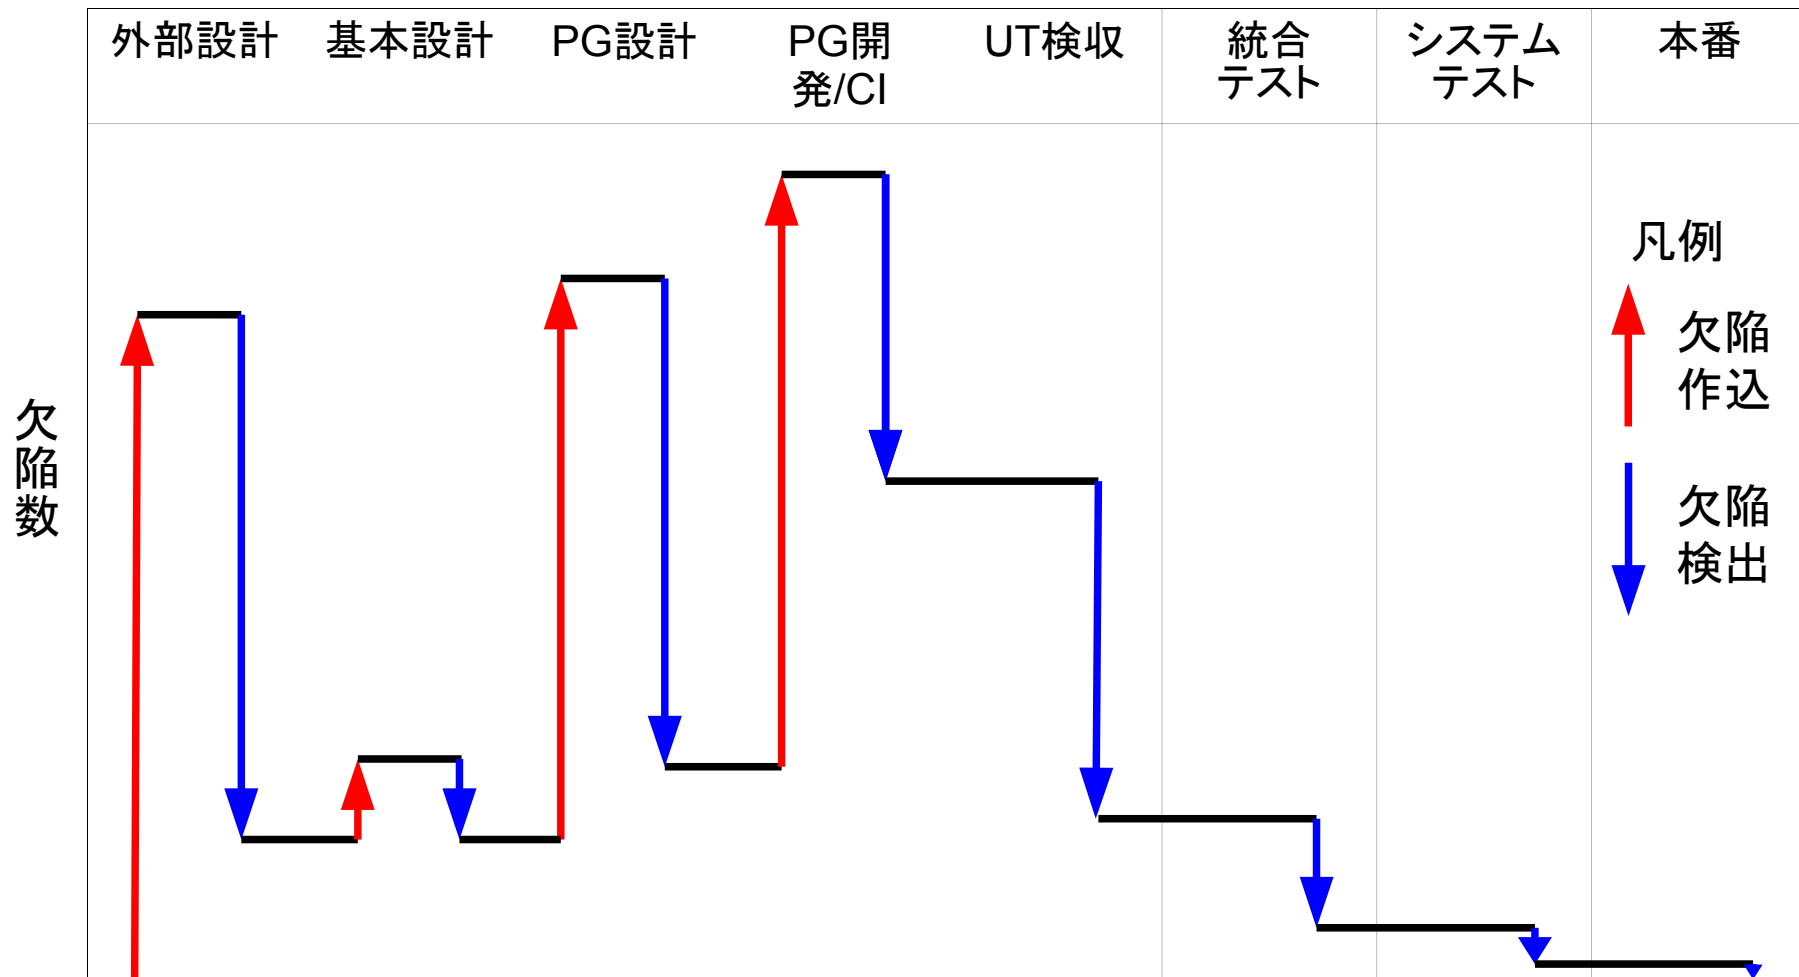 外部設計
基本設計
PG設計
PG開
発/CI
UT検収
統合
テスト
システム
テスト
本番
凡例
欠陥
作込
欠陥
検出
欠陥数